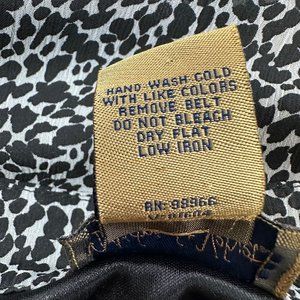 HAND WASH COLD
WITH LIKE COLORS
REMOVE BELT
DO NOT BLEACH
DRY FLAT
LOW IRON
RN: 98966